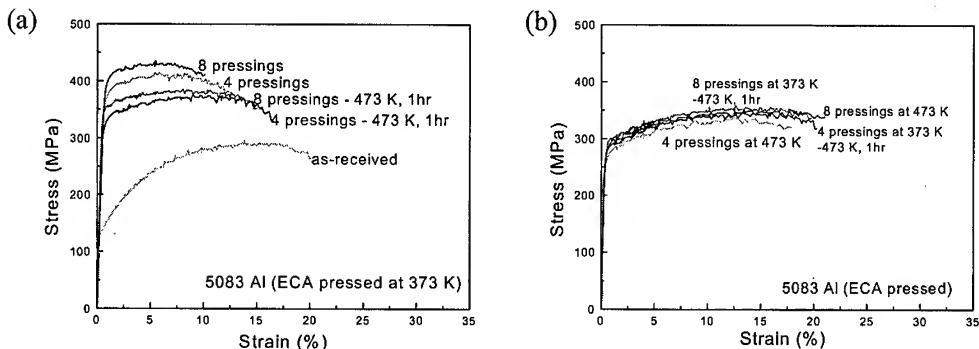 (a)
500
400
300
200
100
0
Stress (MPa)
8 pressings
4 pressings
8 pressings - 473 K, 1hr
4 pressings - 473 K, 1hr
as-received
5083 Al (ECA pressed at 373 K)
0 5 10 15 20 25 30 35
Strain (%)
(b)
500
400
300
200
100
0
Stress (MPa)
8 pressings at 373 K
-473 K, 1hr
8 pressings at 473 K
4 pressings at 473 K
4 pressings at 373 K
-473 K, 1hr
5083 Al (ECA pressed)
0 5 10 15 20 25 30 35
Strain (%)